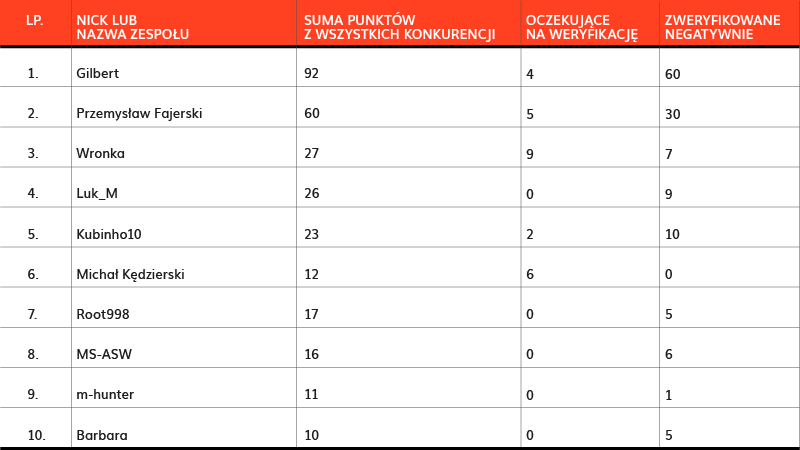 LP. NICK LUB NAZWA ZESPOŁU SUMA PUNKTÓW Z WSZYSTKICH KONKURENCJI OCZEKUJĄCE NA WERYFIKACJĘ ZWERYFIKOWANE NEGATYWNIE
1. Gilbert 92 4 60
2. Przemysław Fajerski 60 5 30
3. Wronka 27 9 7
4. Luk_M 26 0 9
5. Kubinho10 23 2 10
6. Michał Kędzierski 12 6 0
7. Root998 17 0 5
8. MS-ASW 16 0 6
9. m-hunter 11 0 1
10. Barbara 10 0 5